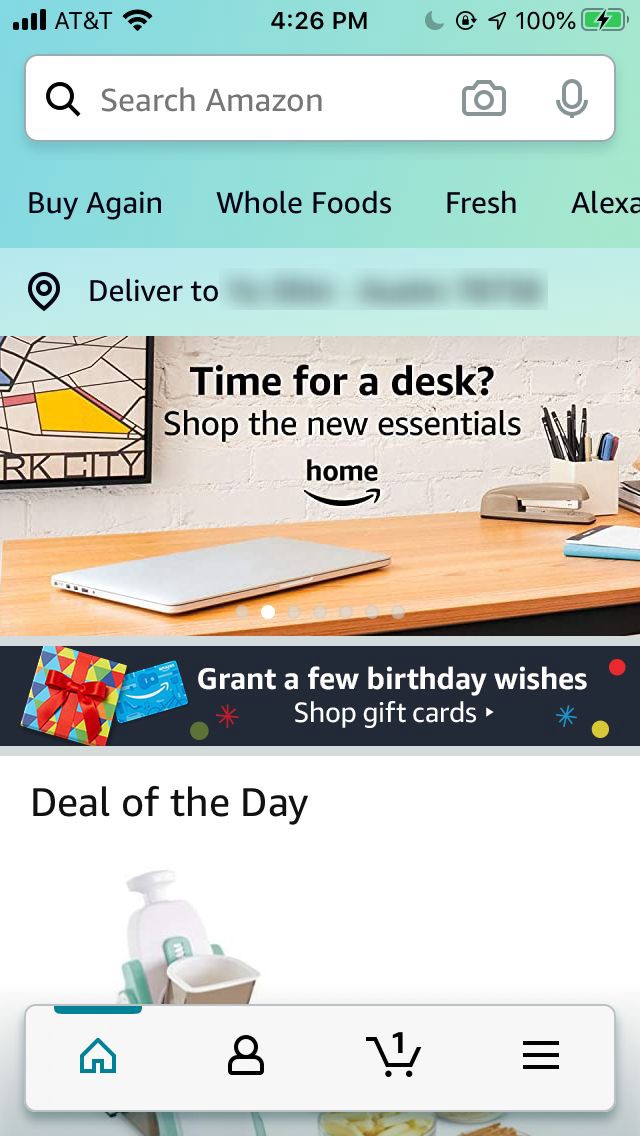 AT&T 4:26 PM 100%
Search Amazon
Buy Again Whole Foods Fresh Alexa
Deliver to
Time for a desk?
Shop the new essentials
home
RK CITY
Grant a few birthday wishes
Shop gift cards
Deal of the Day
1